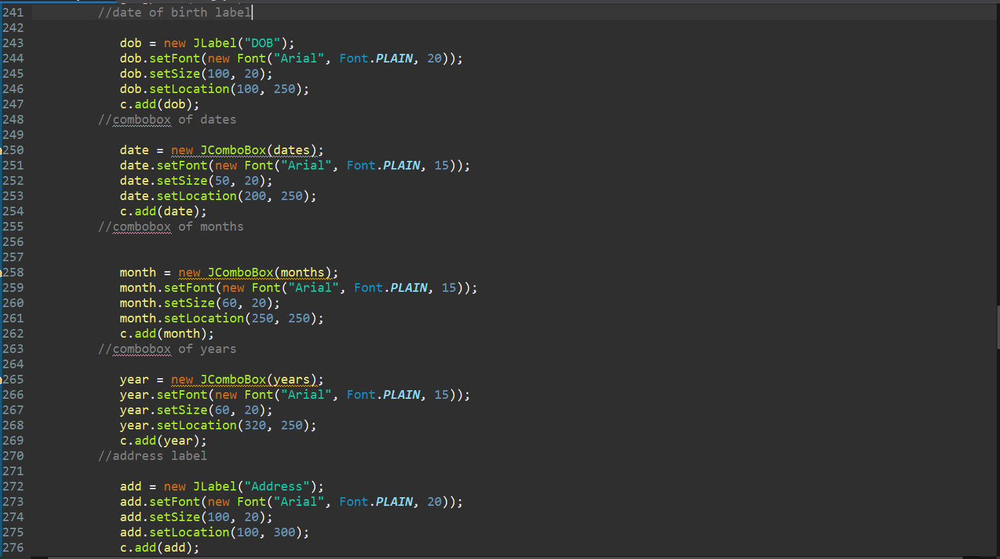 241 //date of birth label
242
243 dob = new JLabel("DOB");
244 dob.setFont(new Font("Arial", Font.PLAIN, 20));
245 dob.setSize(100, 20);
246 dob.setLocation(100, 250);
247 c.add(dob);
248 //combobox of dates
249
250 date = new JComboBox(dates);
251 date.setFont(new Font("Arial", Font.PLAIN, 15));
252 date.setSize(50, 20);
253 date.setLocation(200, 250);
254 c.add(date);
255 //combobox of months
256
257
258 month = new JComboBox(months);
259 month.setFont(new Font("Arial", Font.PLAIN, 15));
260 month.setSize(60, 20);
261 month.setLocation(250, 250);
262 c.add(month);
263 //combobox of years
264
265 year = new JComboBox(years);
266 year.setFont(new Font("Arial", Font.PLAIN, 15));
267 year.setSize(60, 20);
268 year.setLocation(320, 250);
269 c.add(year);
270 //address label
271
272 add = new JLabel("Address");
273 add.setFont(new Font("Arial", Font.PLAIN, 20));
274 add.setSize(100, 20);
275 add.setLocation(100, 300);
276 c.add(add);